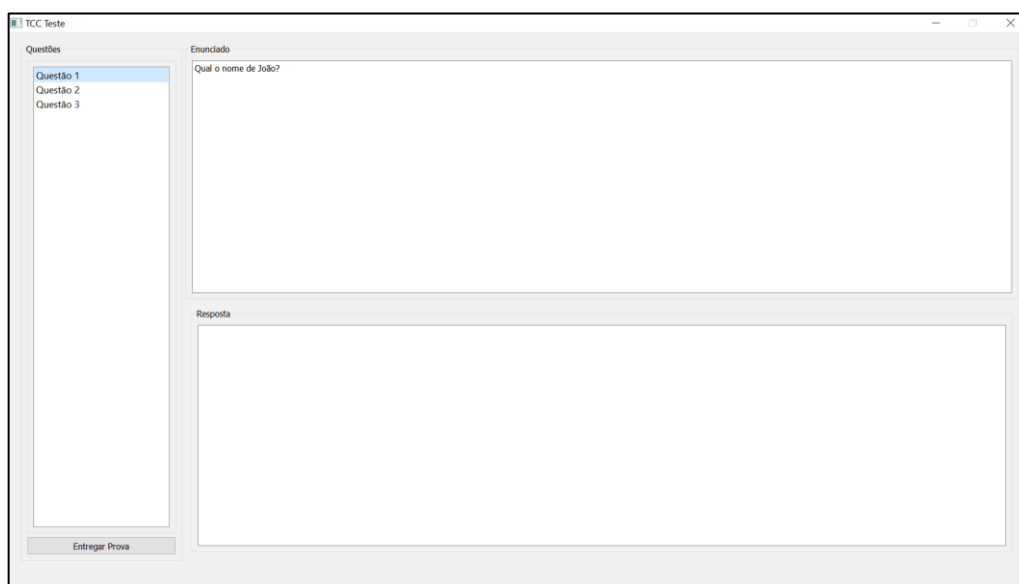 TCC Teste
Questões
Questão 1
Questão 2
Questão 3
Entregar Prova
Enunciado
Qual o nome de João?
Resposta